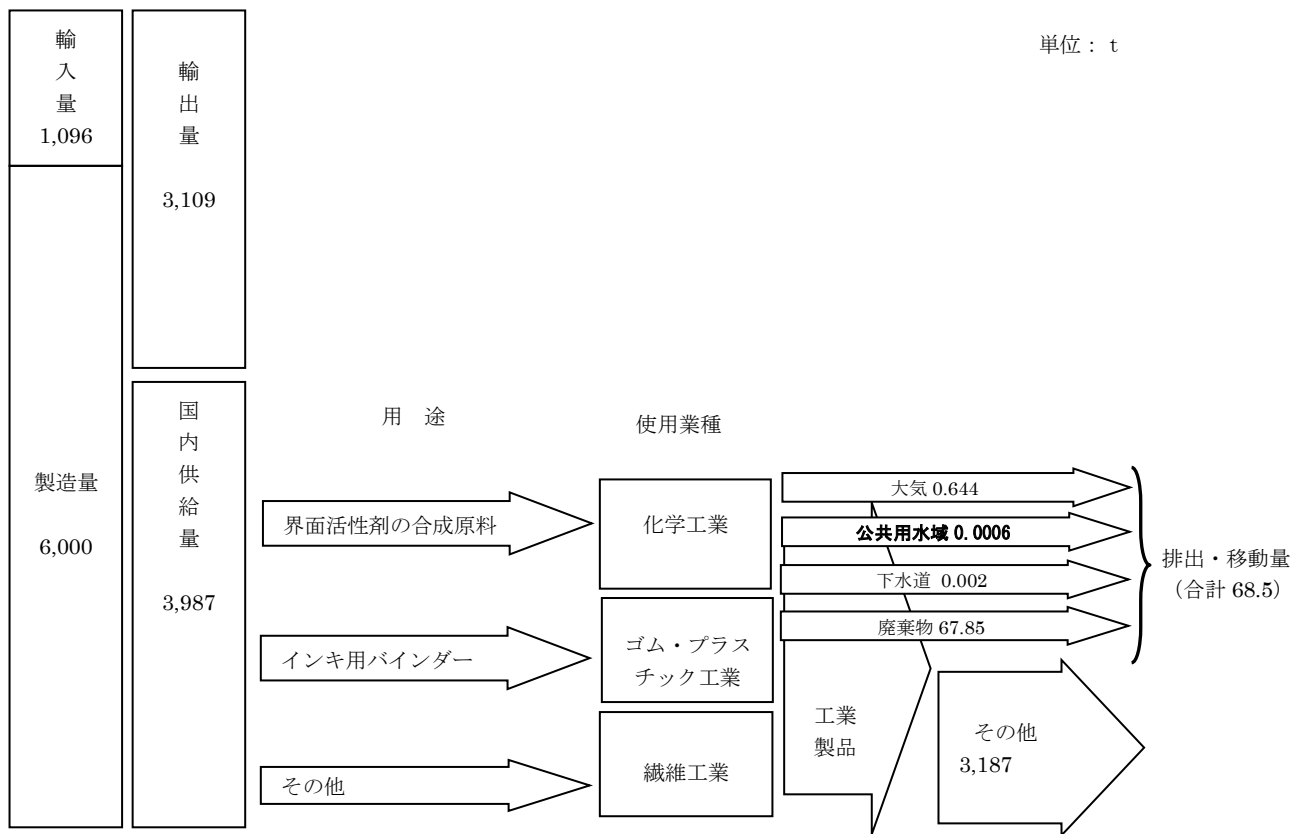 輸入量
1,096
輸出量
3,109
単位： t
製造量
6,000
国内供給量
3,987
用 途
使用業種
界面活性剤の合成原料
インキ用バインダー
その他
化学工業
ゴム・プラス
チック工業
繊維工業
大気 0.644
公共用水域 0.0006
下水道 0.002
廃棄物 67.85
排出・移動量
（合計 68.5）
工業
製品
その他
3,187